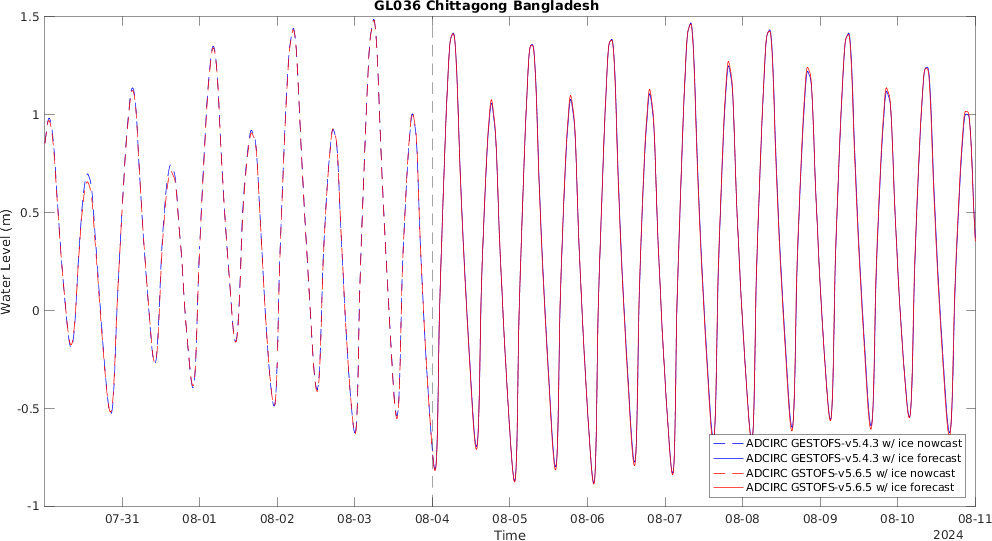 GL036 Chittagong Bangladesh
Water Level (m)
1.5
1
0.5
0
-0.5
-1
07-31
08-01
08-02
08-03
08-04
08-05
08-06
08-07
08-08
08-09
08-10
08-11
Time
2024
ADCIRC GESTOFS-v5.4.3 w/ ice nowcast
ADCIRC GESTOFS-v5.4.3 w/ ice forecast
ADCIRC GSTOFS-v5.6.5 w/ ice nowcast
ADCIRC GSTOFS-v5.6.5 w/ ice forecast